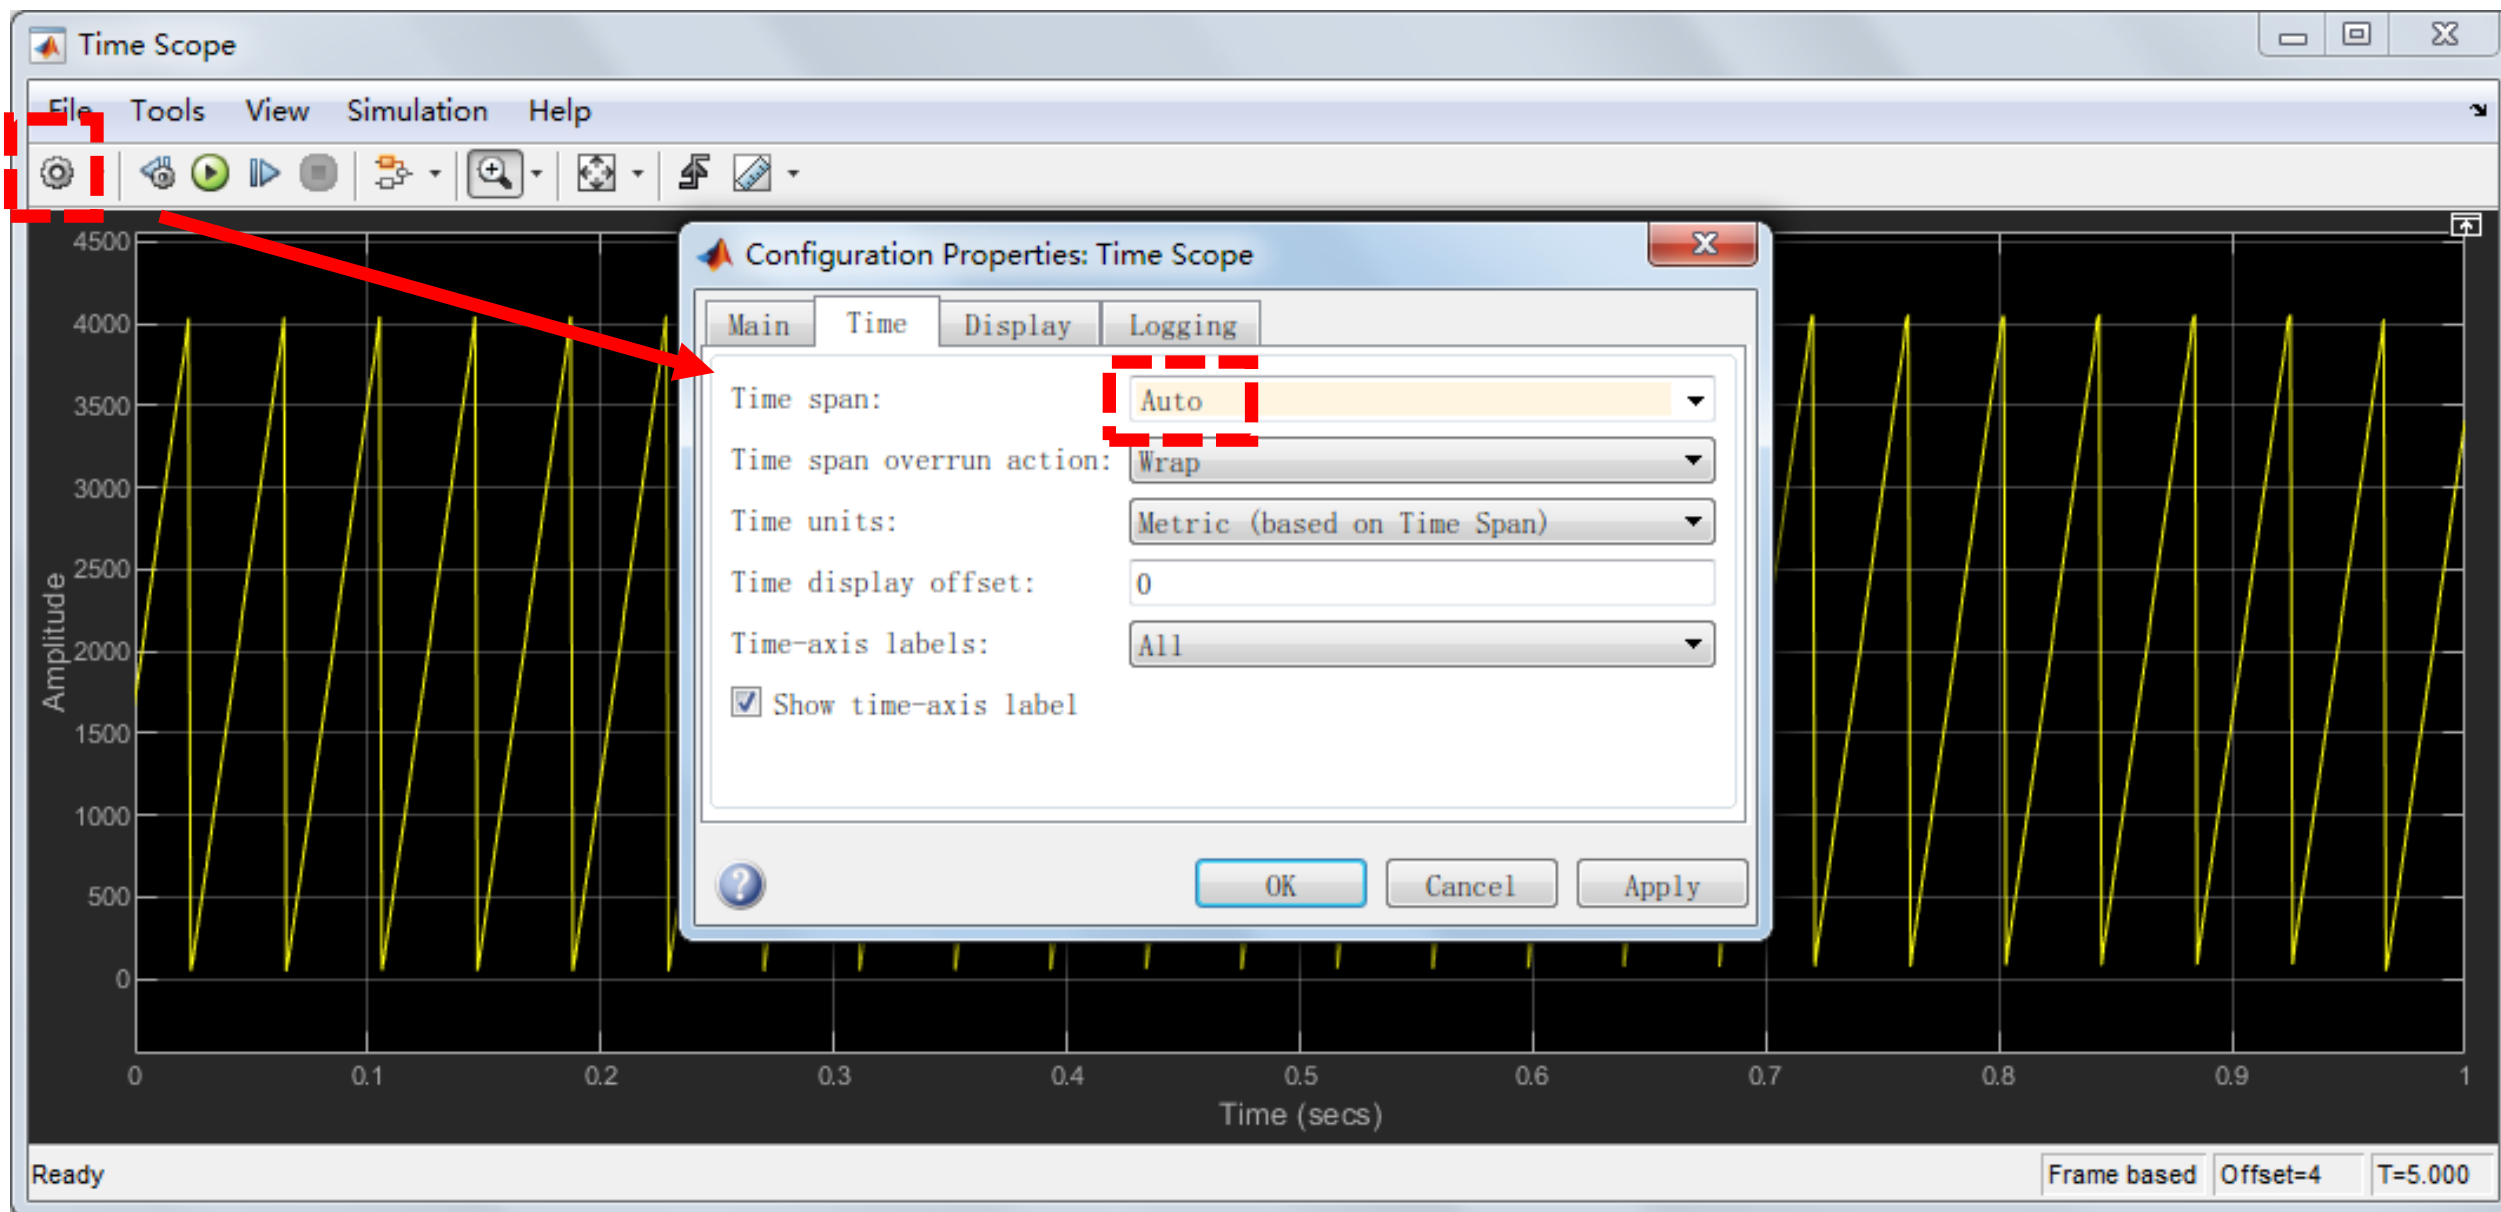 Time Scope
File Tools View Simulation Help
Configuration Properties: Time Scope
Main Time Display Logging
Time span: Auto
Time span overrun action: Wrap
Time units: Metric (based on Time Span)
Time display offset: 0
Time-axis labels: All
Show time-axis label
OK Cancel Apply
4500
4000
3500
3000
2500
2000
1500
1000
500
0
Amplitude
0 0.1 0.2 0.3 0.4 0.5 0.6 0.7 0.8 0.9 1
Time (secs)
Ready Frame based Offset=4 T=5.000